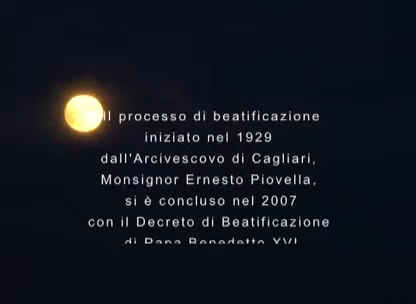 Il processo di beatificazione
iniziato nel 1929
dall'Arcivescovo di Cagliari,
Monsignor Ernesto Piovella,
si è concluso nel 2007
con il Decreto di Beatificazione
di Papa Benedetto XVI